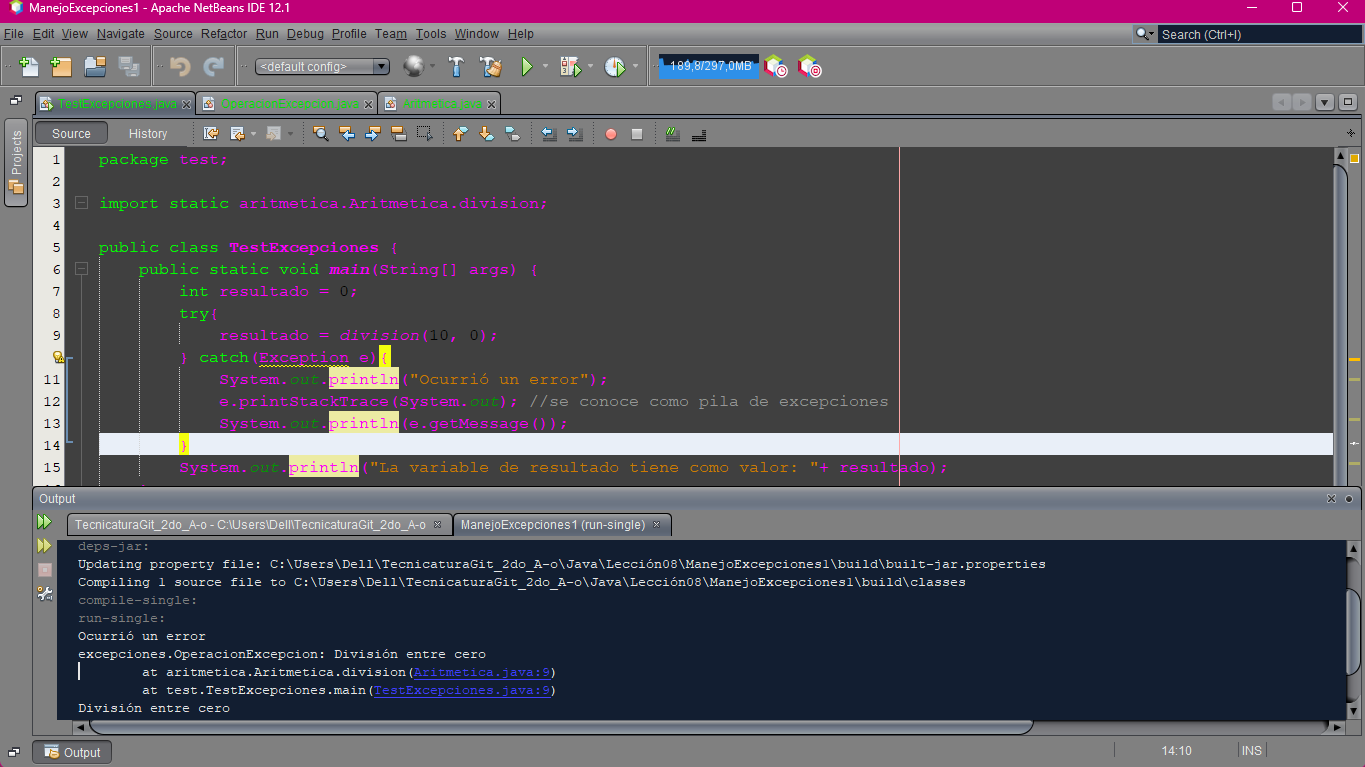 ManejoExcepciones1 - Apache NetBeans IDE 12.1
File Edit View Navigate Source Refactor Run Debug Profile Team Tools Window Help
Search (Ctrl+I)
<default config>
189,8/297,0MB
TestExcepciones.java
OperacionExcepcion.java
Aritmetica.java
Projects
Source History
1 package test;
2
3 import static aritmetica.Aritmetica.division;
4
5 public class TestExcepciones {
6 public static void main(String[] args) {
7 int resultado = 0;
8 try{
9 resultado = division(10, 0);
} catch(Exception e){
11 System.out.println("Ocurrió un error");
12 e.printStackTrace(System.out); //se conoce como pila de excepciones
13 System.out.println(e.getMessage());
14 }
15 System.out.println("La variable de resultado tiene como valor: "+ resultado);
Output
TecnicaturaGit_2do_A-o - C:\Users\Dell\TecnicaturaGit_2do_A-o
ManejoExcepciones1 (run-single)
deps-jar:
Updating property file: C:\Users\Dell\TecnicaturaGit_2do_A-o\Java\Lección08\ManejoExcepciones1\build\built-jar.properties
Compiling 1 source file to C:\Users\Dell\TecnicaturaGit_2do_A-o\Java\Lección08\ManejoExcepciones1\build\classes
compile-single:
run-single:
Ocurrió un error
excepciones.OperacionExcepcion: División entre cero
at aritmetica.Aritmetica.division(Aritmetica.java:9)
at test.TestExcepciones.main(TestExcepciones.java:9)
División entre cero
Output
14:10
INS